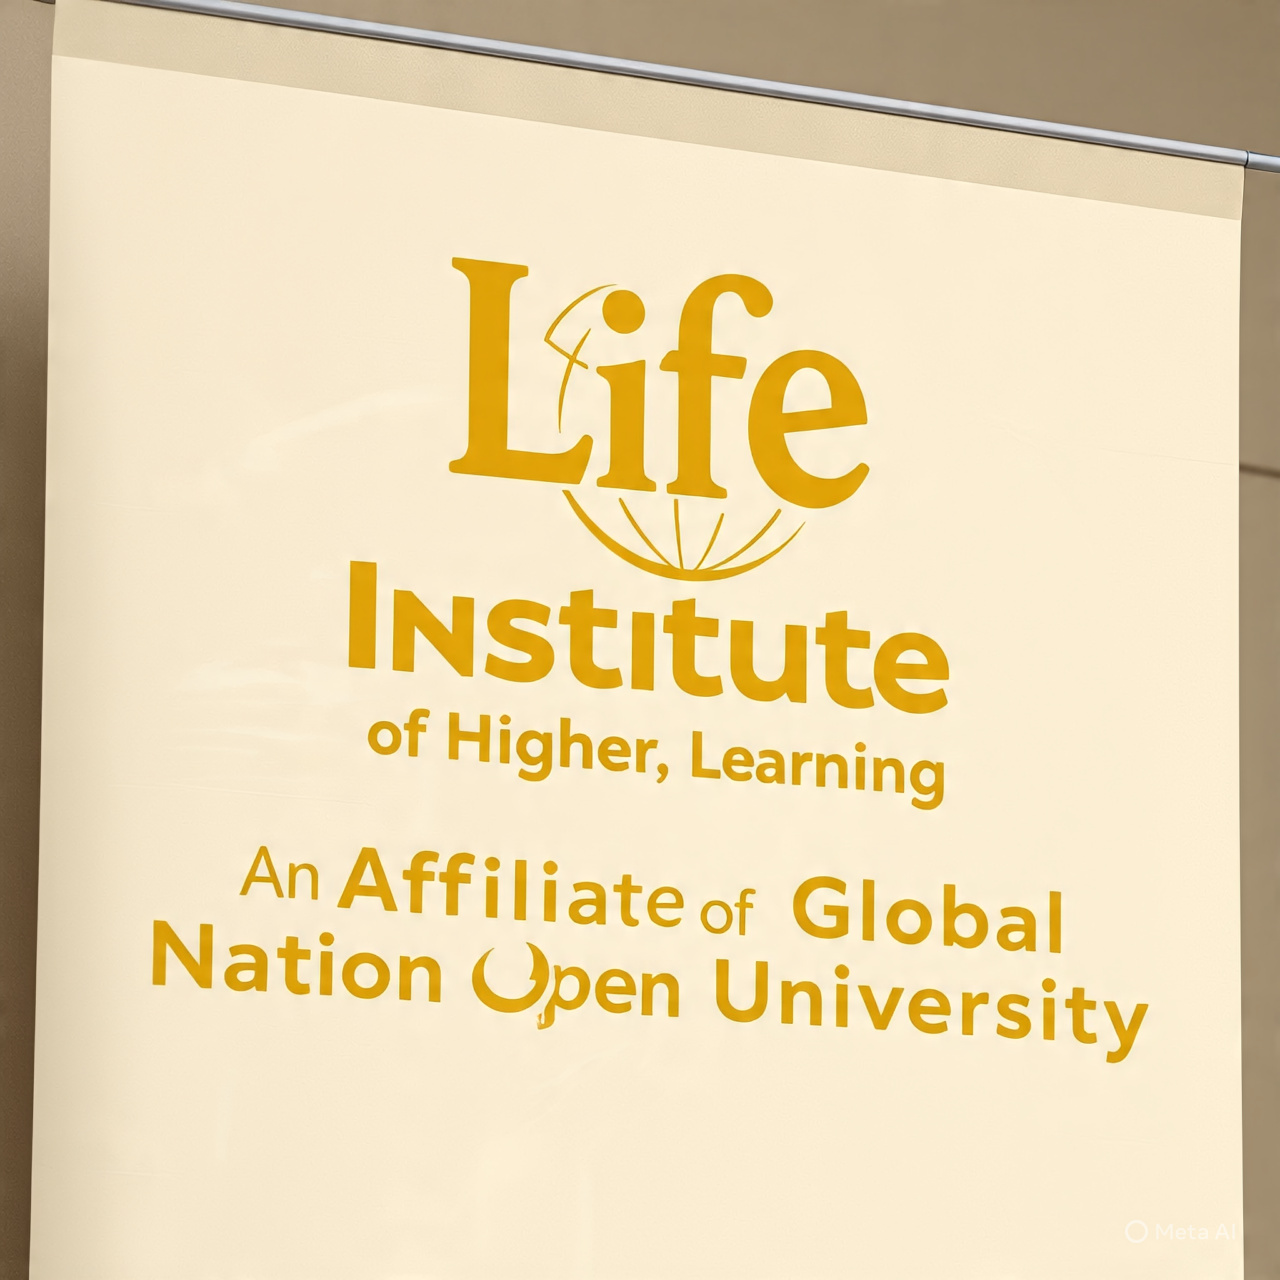 Life
Institute
of Higher, Learning
An Affiliate of Global
Nation Open University
Meta AI